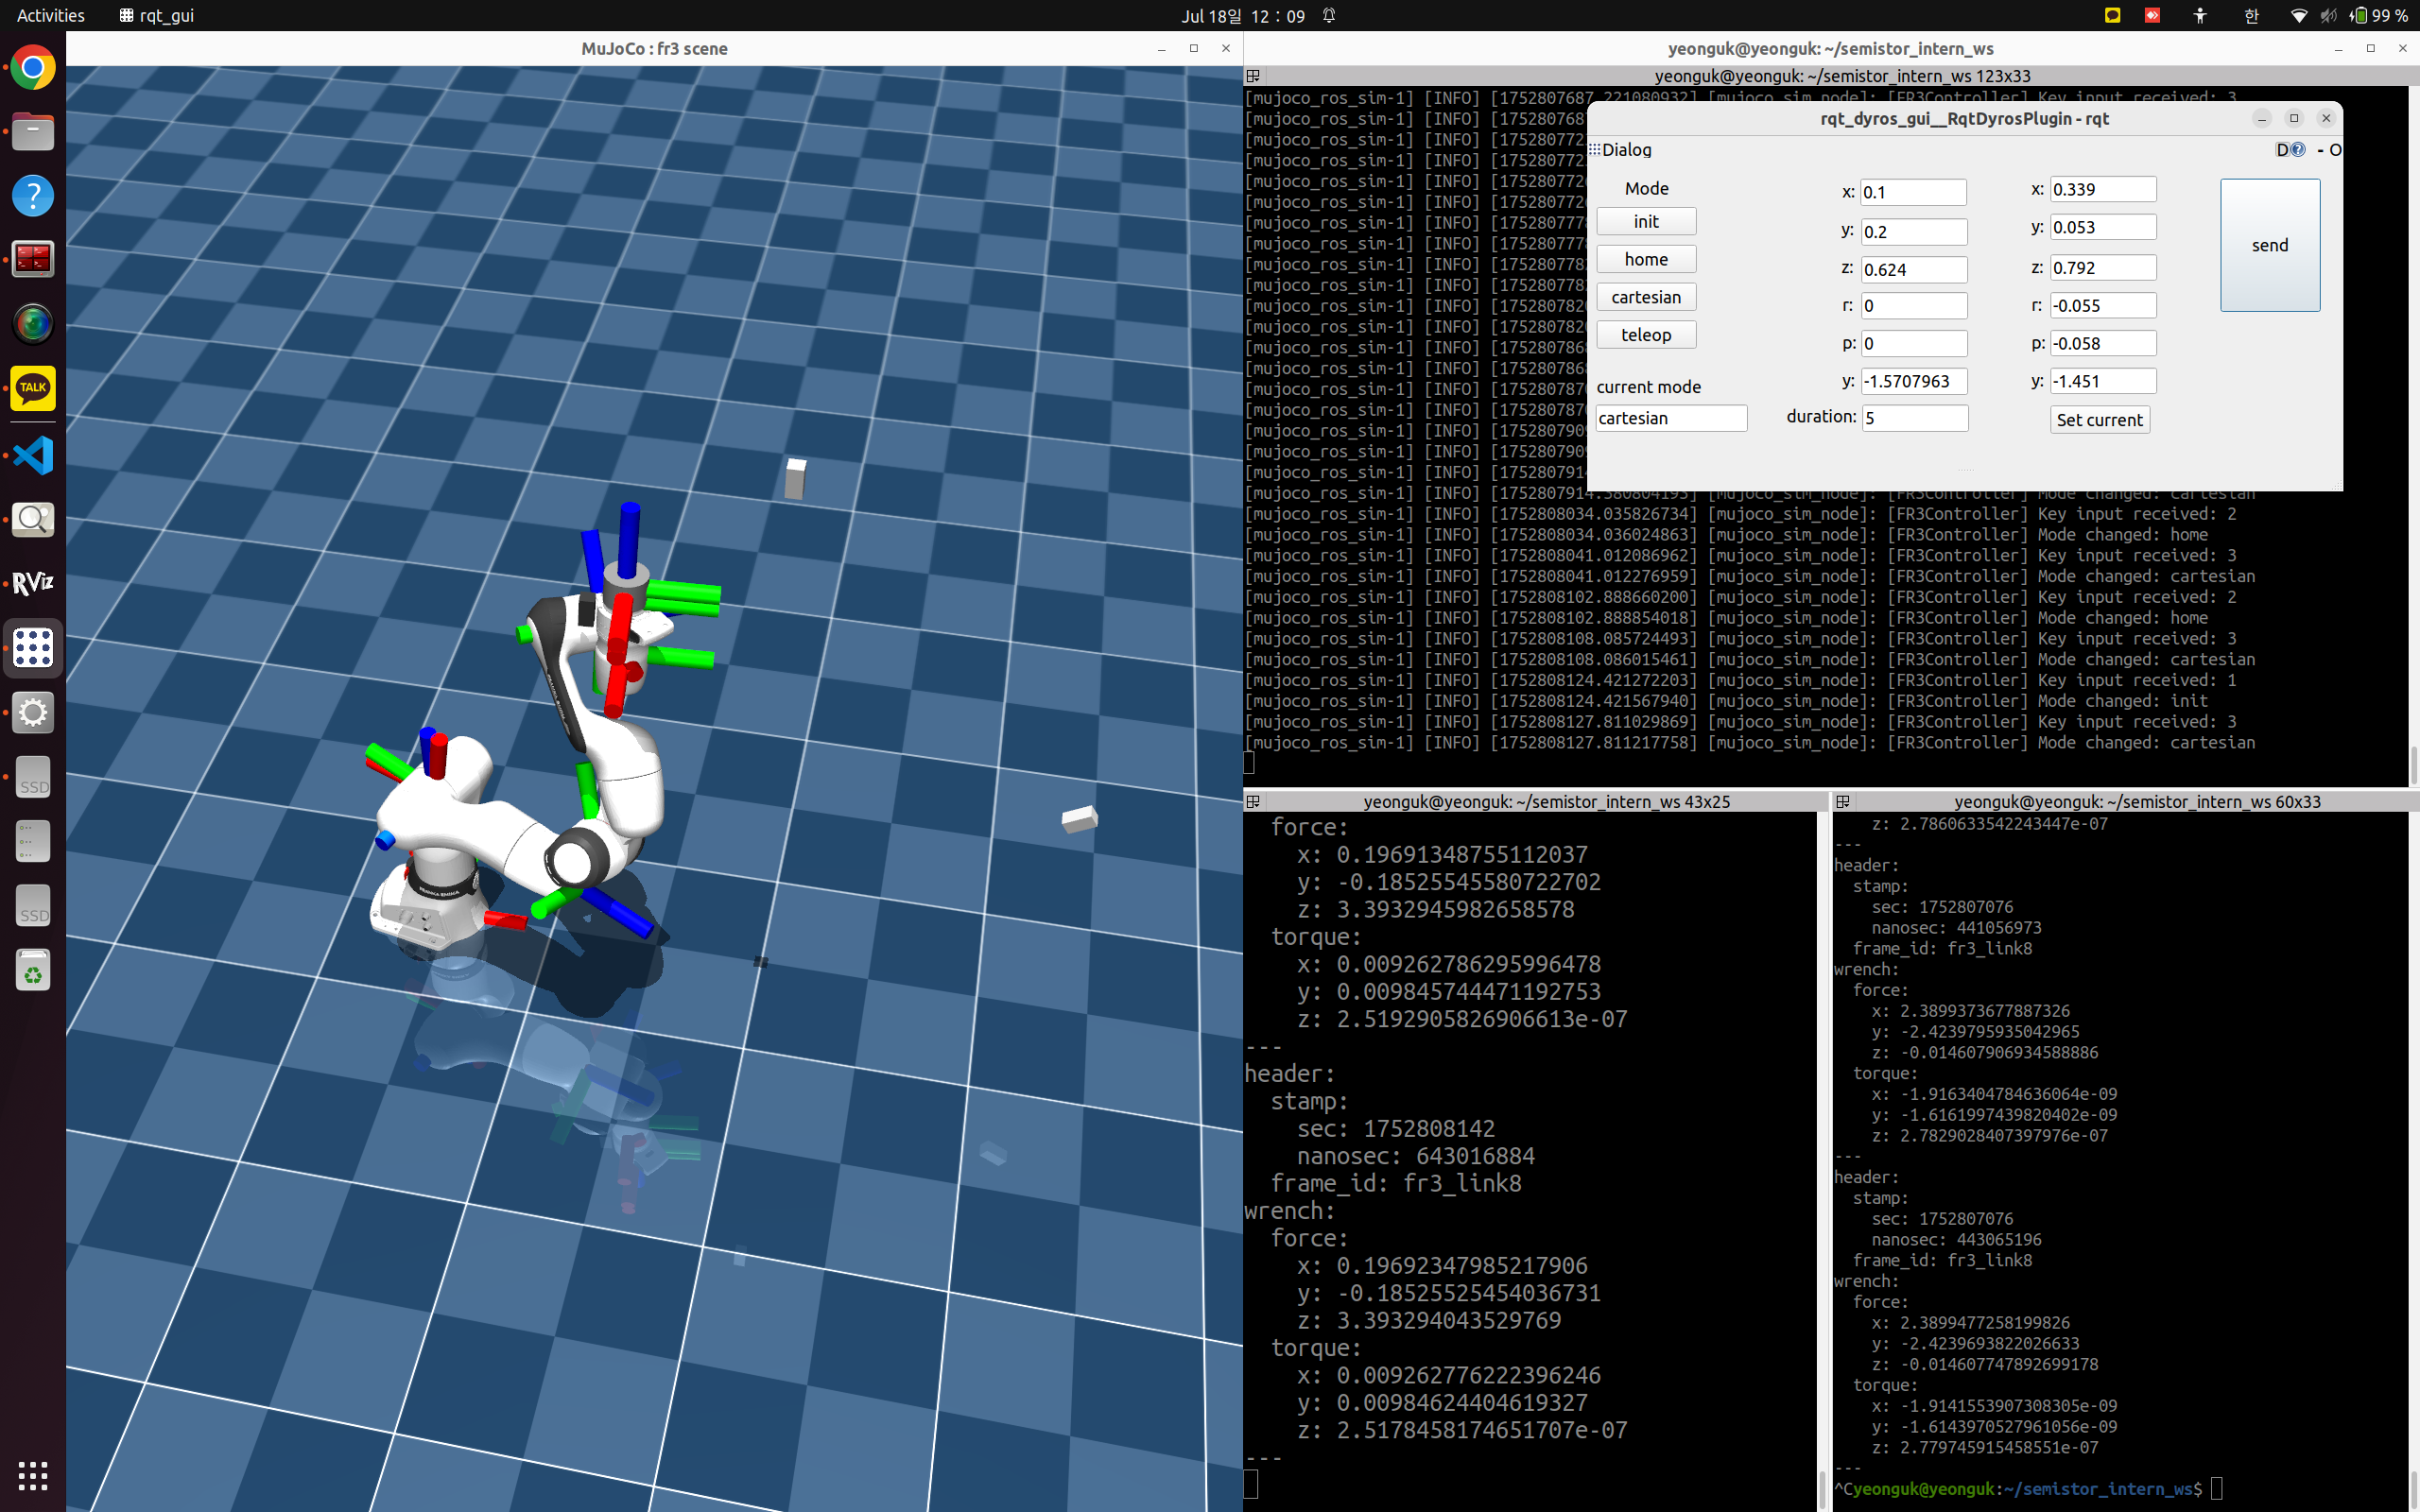 Activities
rqt_gui
Jul 18일 12 : 09
한
99 %
MuJoCo : fr3 scene
TALK
RViz
SSD
SSD
yeonguk@yeonguk: ~/semistor_intern_ws
yeonguk@yeonguk: ~/semistor_intern_ws 123x33
[mujoco_ros_sim-1] [INFO] [1752807687.221080932] [mujoco_sim_node]: [FR3Controller] Key input received: 3
[mujoco_ros_sim-1] [INFO] [175280768
[mujoco_ros_sim-1] [INFO] [175280772
[mujoco_ros_sim-1] [INFO] [175280772
[mujoco_ros_sim-1] [INFO] [175280772
[mujoco_ros_sim-1] [INFO] [175280772
[mujoco_ros_sim-1] [INFO] [175280777
[mujoco_ros_sim-1] [INFO] [175280777
[mujoco_ros_sim-1] [INFO] [175280778
[mujoco_ros_sim-1] [INFO] [175280778
[mujoco_ros_sim-1] [INFO] [175280782
[mujoco_ros_sim-1] [INFO] [175280782
[mujoco_ros_sim-1] [INFO] [175280786
[mujoco_ros_sim-1] [INFO] [175280786
[mujoco_ros_sim-1] [INFO] [175280787
[mujoco_ros_sim-1] [INFO] [175280787
[mujoco_ros_sim-1] [INFO] [175280790
[mujoco_ros_sim-1] [INFO] [175280790
[mujoco_ros_sim-1] [INFO] [175280791
[mujoco_ros_sim-1] [INFO] [1752807914.380804193] [mujoco_sim_node]: [FR3Controller] Mode changed: cartesian
[mujoco_ros_sim-1] [INFO] [1752808034.035826734] [mujoco_sim_node]: [FR3Controller] Key input received: 2
[mujoco_ros_sim-1] [INFO] [1752808034.036024863] [mujoco_sim_node]: [FR3Controller] Mode changed: home
[mujoco_ros_sim-1] [INFO] [1752808041.012086962] [mujoco_sim_node]: [FR3Controller] Key input received: 3
[mujoco_ros_sim-1] [INFO] [1752808041.012276959] [mujoco_sim_node]: [FR3Controller] Mode changed: cartesian
[mujoco_ros_sim-1] [INFO] [1752808102.888660200] [mujoco_sim_node]: [FR3Controller] Key input received: 2
[mujoco_ros_sim-1] [INFO] [1752808102.888854018] [mujoco_sim_node]: [FR3Controller] Mode changed: home
[mujoco_ros_sim-1] [INFO] [1752808108.085724493] [mujoco_sim_node]: [FR3Controller] Key input received: 3
[mujoco_ros_sim-1] [INFO] [1752808108.086015461] [mujoco_sim_node]: [FR3Controller] Mode changed: cartesian
[mujoco_ros_sim-1] [INFO] [1752808124.421272203] [mujoco_sim_node]: [FR3Controller] Key input received: 1
[mujoco_ros_sim-1] [INFO] [1752808124.421567940] [mujoco_sim_node]: [FR3Controller] Mode changed: init
[mujoco_ros_sim-1] [INFO] [1752808127.811029869] [mujoco_sim_node]: [FR3Controller] Key input received: 3
[mujoco_ros_sim-1] [INFO] [1752808127.811217758] [mujoco_sim_node]: [FR3Controller] Mode changed: cartesian
rqt_dyros_gui__RqtDyrosPlugin - rqt
Dialog
D - O
Mode
init
home
cartesian
teleop
current mode
cartesian
x: 0.1
y: 0.2
z: 0.624
r: 0
p: 0
y: -1.5707963
duration: 5
x: 0.339
y: 0.053
z: 0.792
r: -0.055
p: -0.058
y: -1.451
Set current
send
yeonguk@yeonguk: ~/semistor_intern_ws 43x25
force:
x: 0.19691348755112037
y: -0.18525545580722702
z: 3.3932945982658578
torque:
x: 0.009262786295996478
y: 0.009845744471192753
z: 2.5192905826906613e-07
---
header:
stamp:
sec: 1752808142
nanosec: 643016884
frame_id: fr3_link8
wrench:
force:
x: 0.19692347985217906
y: -0.18525525454036731
z: 3.393294043529769
torque:
x: 0.009262776222396246
y: 0.00984624404619327
z: 2.5178458174651707e-07
---
yeonguk@yeonguk: ~/semistor_intern_ws 60x33
z: 2.7860633542243447e-07
---
header:
stamp:
sec: 1752807076
nanosec: 441056973
frame_id: fr3_link8
wrench:
force:
x: 2.3899373677887326
y: -2.4239795935042965
z: -0.014607906934588886
torque:
x: -1.9163404784636064e-09
y: -1.6161997439820402e-09
z: 2.7829028407397976e-07
---
header:
stamp:
sec: 1752807076
nanosec: 443065196
frame_id: fr3_link8
wrench:
force:
x: 2.3899477258199826
y: -2.4239693822026633
z: -0.014607747892699178
torque:
x: -1.9141553907308305e-09
y: -1.6143970527961056e-09
z: 2.779745915458551e-07
---
^Cyeonguk@yeonguk:~/semistor_intern_ws$